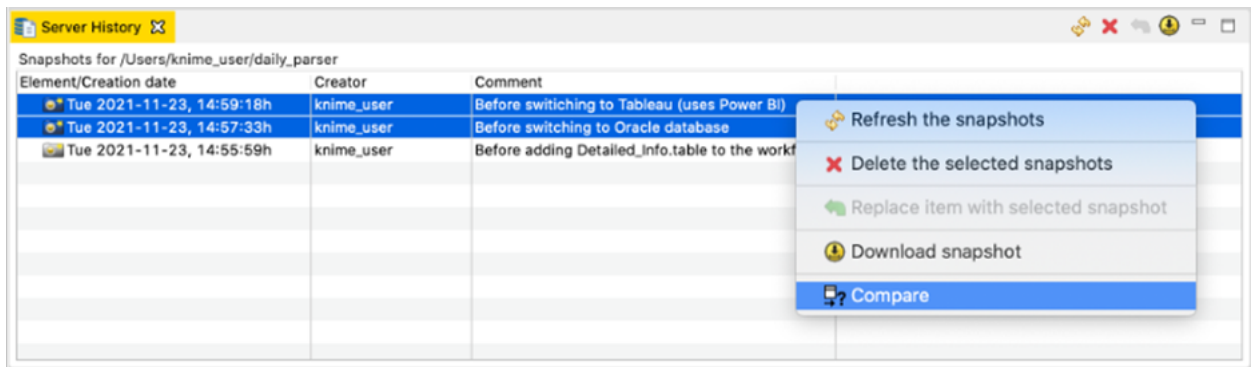 Server History
Snapshots for /Users/knime_user/daily_parser
Element/Creation date Creator Comment
Tue 2021-11-23, 14:59:18h knime_user Before switiching to Tableau (uses Power BI)
Tue 2021-11-23, 14:57:33h knime_user Before switching to Oracle database
Tue 2021-11-23, 14:55:59h knime_user Before adding Detailed_Info.table to the workf
Refresh the snapshots
Delete the selected snapshots
Replace item with selected snapshot
Download snapshot
Compare